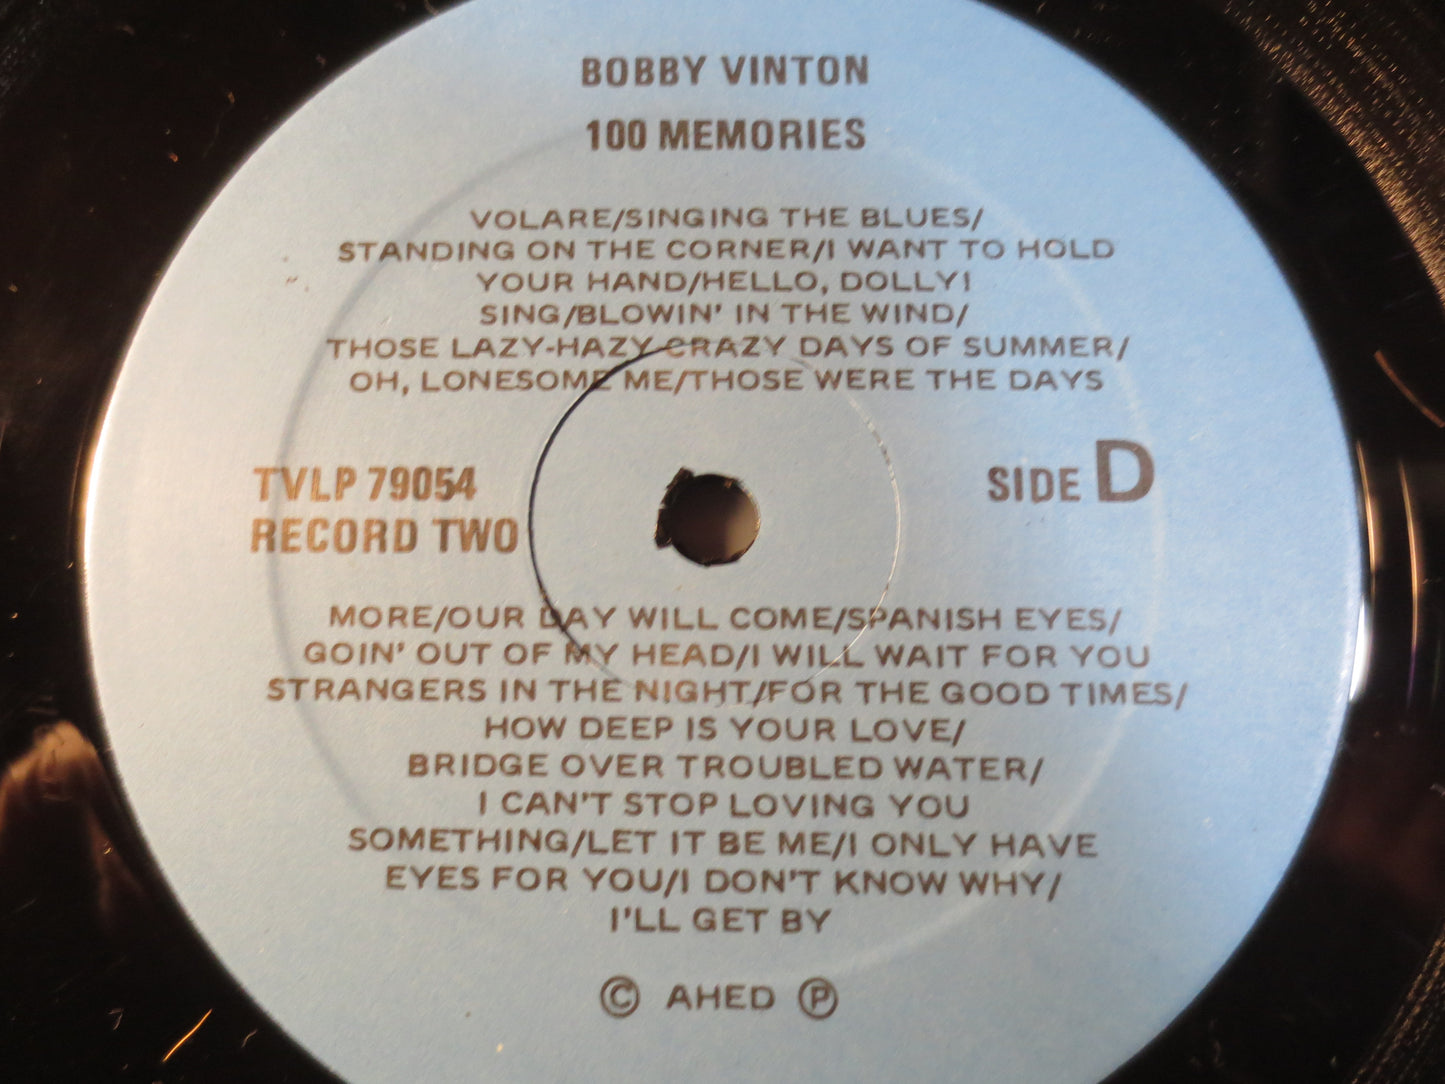 BOBBY VINTON
100 MEMORIES
VOLARE/SINGING THE BLUES/
STANDING ON THE CORNER/I WANT TO HOLD
YOUR HAND/HELLO, DOLLY!
SING/BLOWIN' IN THE WIND/
THOSE LAZY-HAZY-CRAZY DAYS OF SUMMER/
OH, LONESOME ME/THOSE WERE THE DAYS
TVLP 79054
RECORD TWO
SIDE D
MORE/OUR DAY WILL COME/SPANISH EYES/
GOIN' OUT OF MY HEAD/I WILL WAIT FOR YOU
STRANGERS IN THE NIGHT/FOR THE GOOD TIMES/
HOW DEEP IS YOUR LOVE/
BRIDGE OVER TROUBLED WATER/
I CAN'T STOP LOVING YOU
SOMETHING/LET IT BE ME/I ONLY HAVE
EYES FOR YOU/I DON'T KNOW WHY/
I'LL GET BY
© AHED ℗